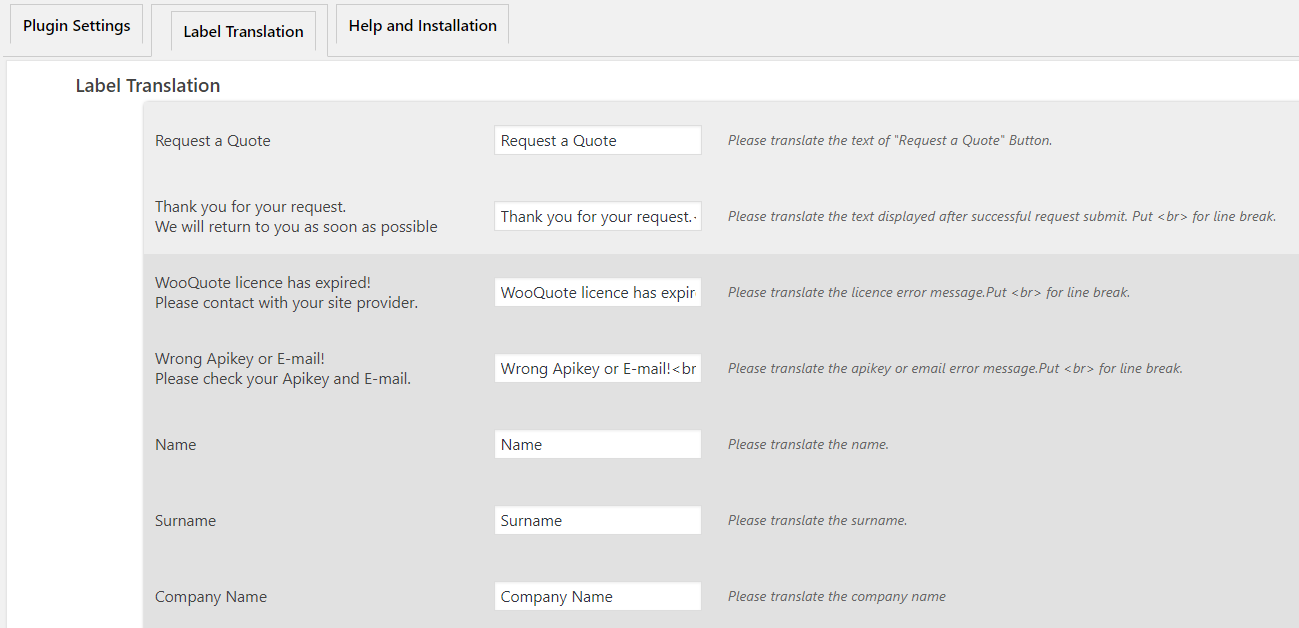 Plugin Settings
Label Translation
Help and Installation
Label Translation
Request a Quote
Request a Quote
Please translate the text of "Request a Quote" Button.
Thank you for your request.
We will return to you as soon as possible
Thank you for your request.
Please translate the text displayed after successful request submit. Put <br> for line break.
WooQuote licence has expired!
Please contact with your site provider.
WooQuote licence has expir
Please translate the licence error message.Put <br> for line break.
Wrong Apikey or E-mail!
Please check your Apikey and E-mail.
Wrong Apikey or E-mail!<br
Please translate the apikey or email error message.Put <br> for line break.
Name
Name
Please translate the name.
Surname
Surname
Please translate the surname.
Company Name
Company Name
Please translate the company name